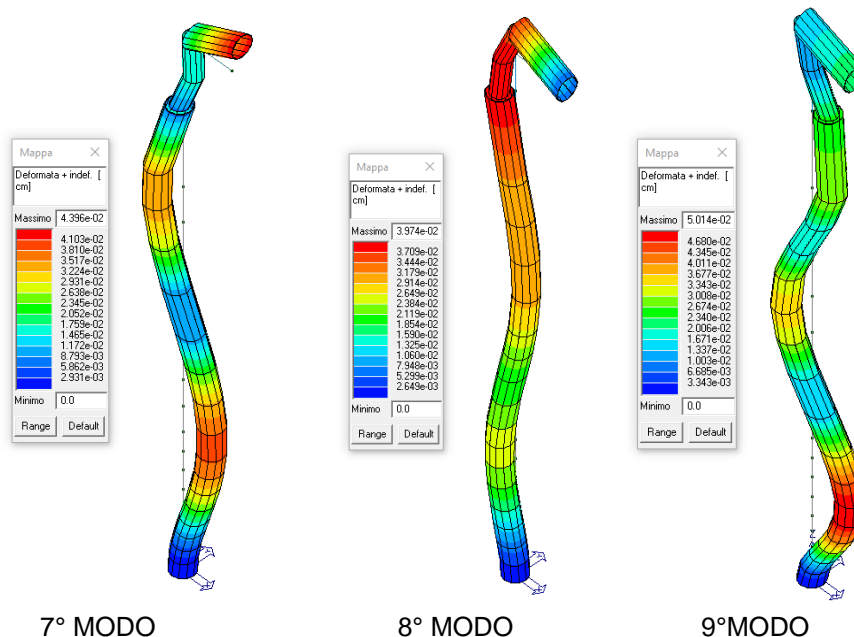 Mappa
Deformata + indef. [
cm]
Massimo 4.396e-02
4.103e-02
3.810e-02
3.517e-02
3.224e-02
2.931e-02
2.638e-02
2.345e-02
2.052e-02
1.759e-02
1.465e-02
1.172e-02
8.793e-03
5.862e-03
2.931e-03
Minimo 0.0
Range Default
7° MODO
Mappa
Deformata + indef. [
cm]
Massimo 3.974e-02
3.709e-02
3.444e-02
3.179e-02
2.914e-02
2.649e-02
2.384e-02
2.119e-02
1.854e-02
1.590e-02
1.325e-02
1.060e-02
7.948e-03
5.299e-03
2.649e-03
Minimo 0.0
Range Default
8° MODO
Mappa
Deformata + indef. [
cm]
Massimo 5.014e-02
4.680e-02
4.345e-02
4.011e-02
3.677e-02
3.343e-02
3.008e-02
2.674e-02
2.340e-02
2.006e-02
1.671e-02
1.337e-02
1.003e-02
6.685e-03
3.343e-03
Minimo 0.0
Range Default
9°MODO